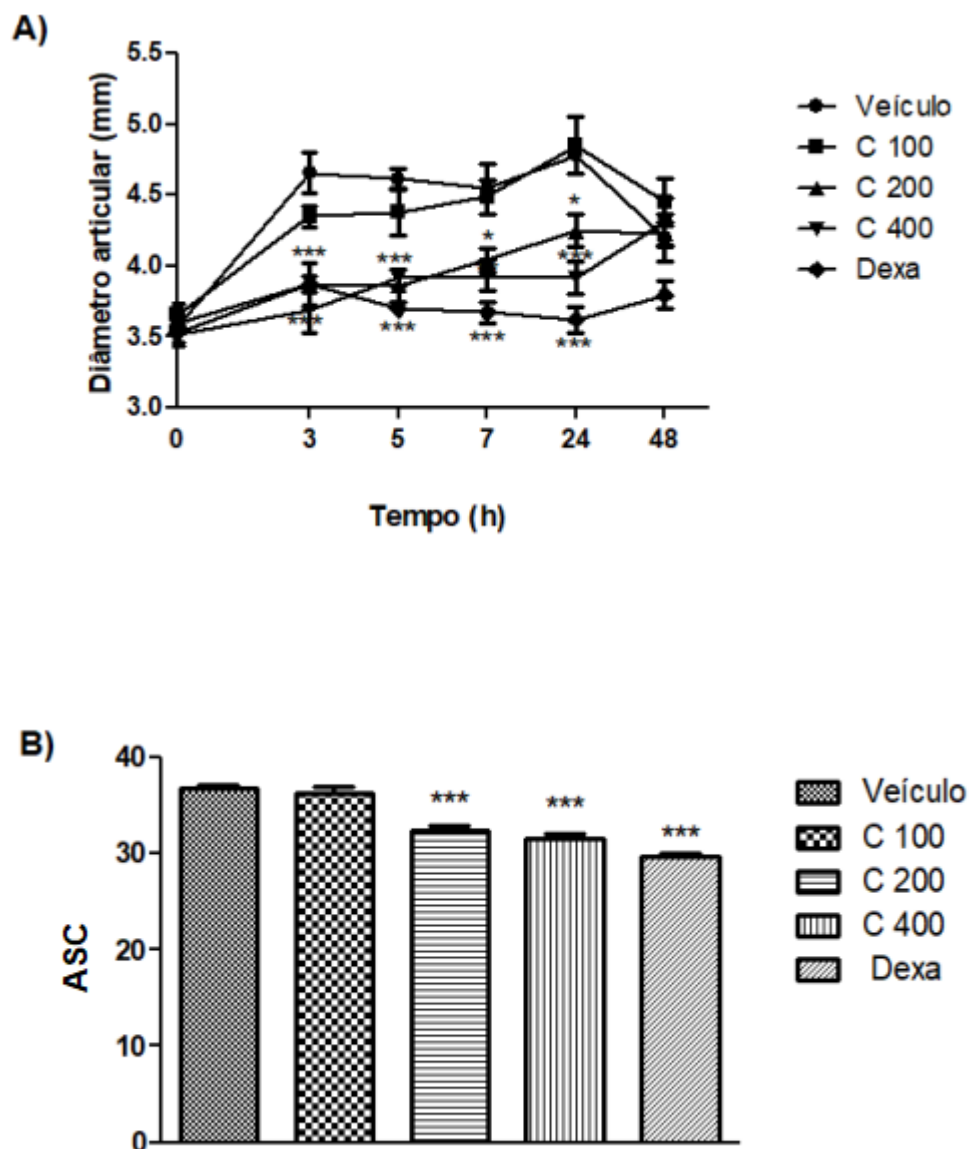 A)
Diâmetro articular (mm)
5.5
5.0
4.5
4.0
3.5
3.0
*
*
***
***
***
***
***
***
***
0
3
5
7
24
48
Tempo (h)
Veículo
C 100
C 200
C 400
Dexa
B)
ASC
40
30
20
10
0
***
***
***
Veículo
C 100
C 200
C 400
Dexa